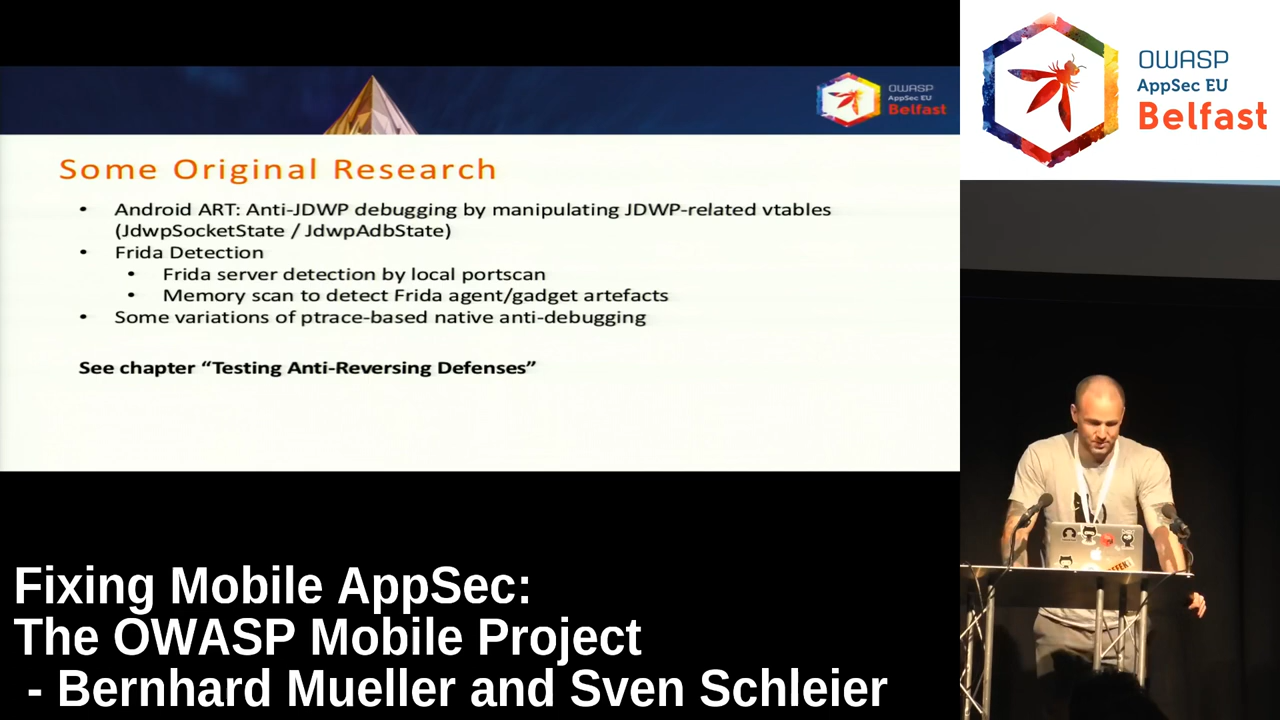 OWASP
AppSec EU
Belfast
Some Original Research
• Android ART: Anti-JDWP debugging by manipulating JDWP-related vtables
(JdwpSocketState / JdwpAdbState)
• Frida Detection
• Frida server detection by local portscan
• Memory scan to detect Frida agent/gadget artefacts
• Some variations of ptrace-based native anti-debugging
See chapter “Testing Anti-Reversing Defenses”
OWASP
AppSec EU
Belfast
Fixing Mobile AppSec:
The OWASP Mobile Project
- Bernhard Mueller and Sven Schleier